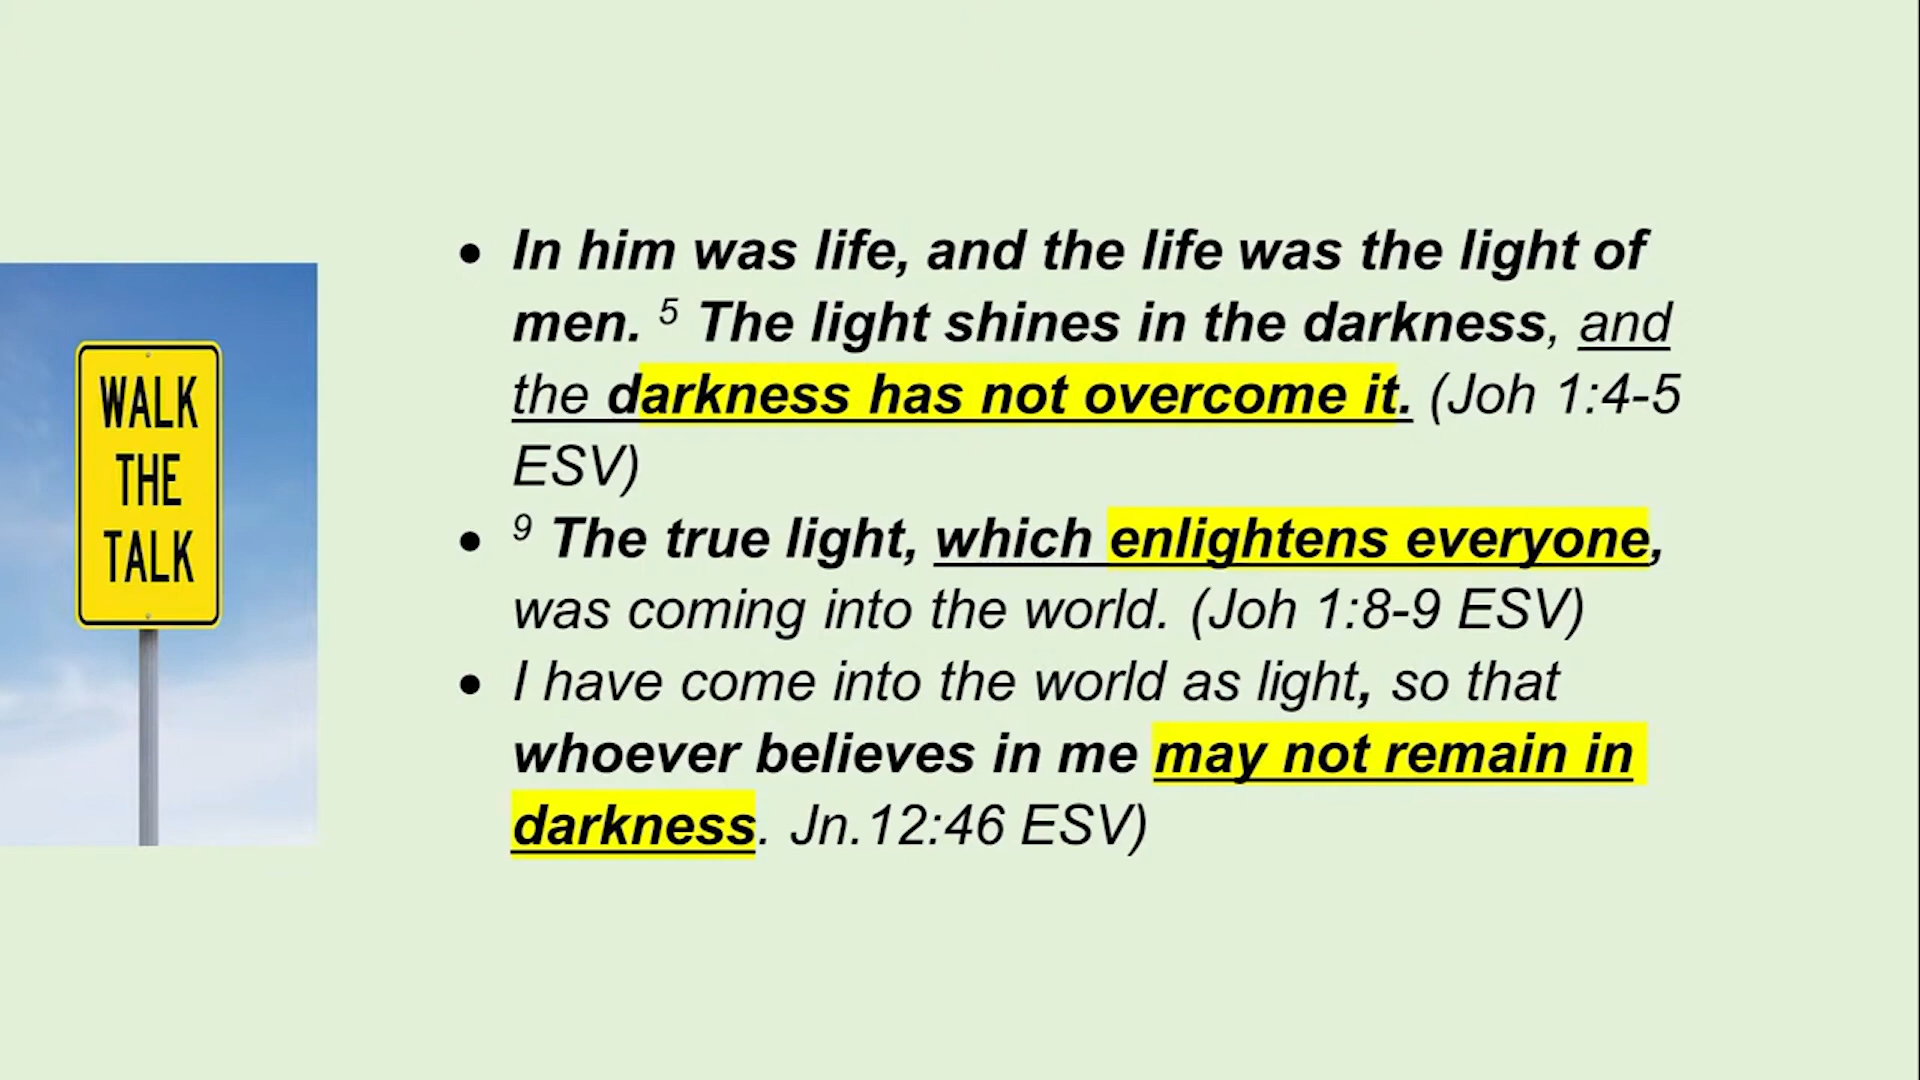 WALK
THE
TALK
• In him was life, and the life was the light of
men. 5 The light shines in the darkness, and
the darkness has not overcome it. (Joh 1:4-5
ESV)
• 9 The true light, which enlightens everyone,
was coming into the world. (Joh 1:8-9 ESV)
• I have come into the world as light, so that
whoever believes in me may not remain in
darkness. Jn.12:46 ESV)